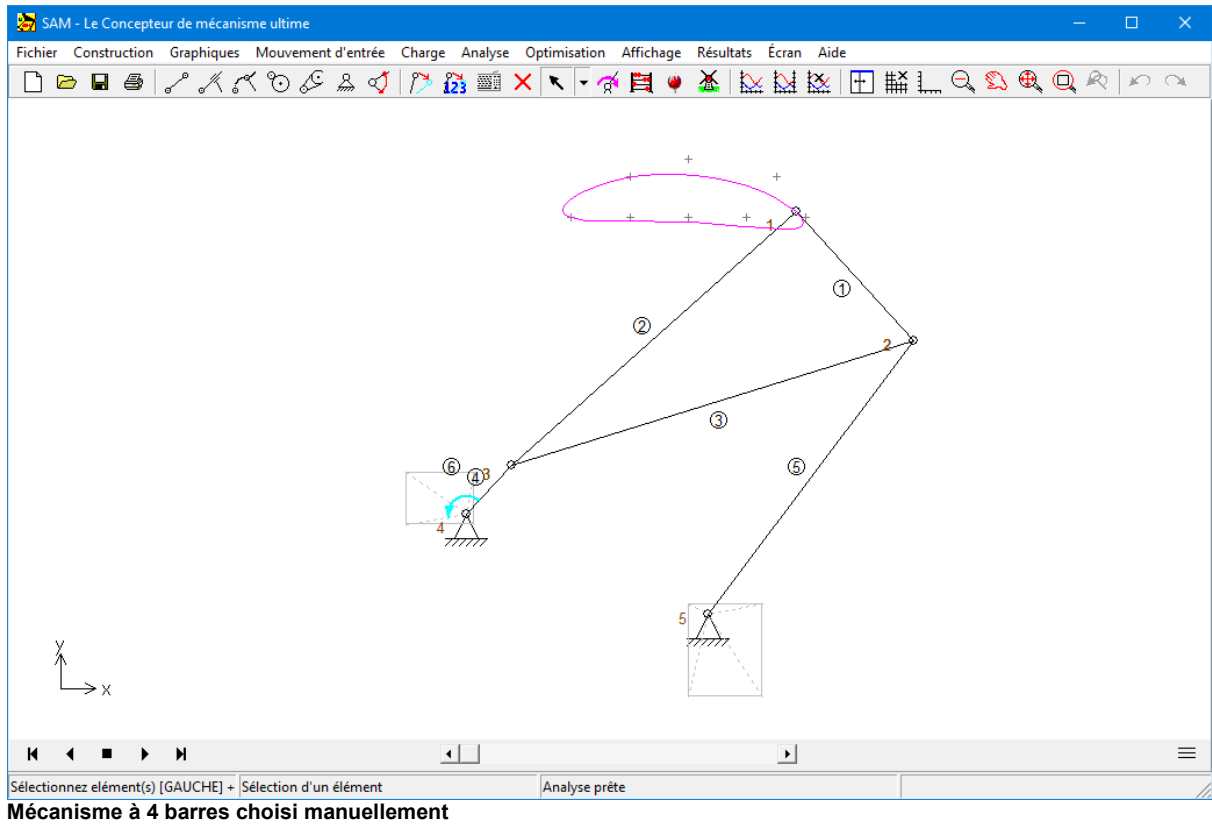 SAM - Le Concepteur de mécanisme ultime
Fichier Construction Graphiques Mouvement d'entrée Charge Analyse Optimisation Affichage Résultats Écran Aide
123
1
①
②
2
③
⑥
④
3
⑤
4
5
y
x
Sélectionnez elément(s) [GAUCHE] + Sélection d'un élément Analyse prête
Mécanisme à 4 barres choisi manuellement